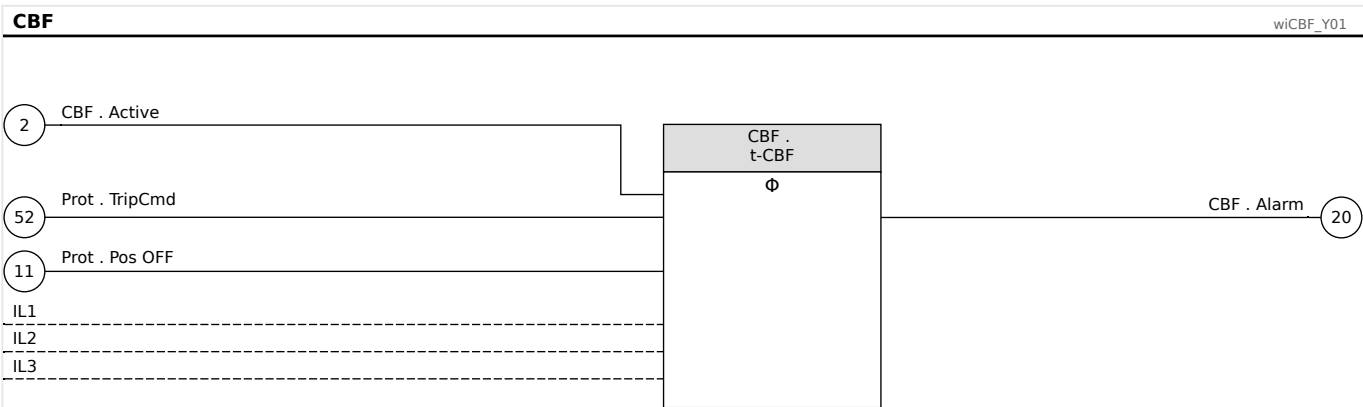 CBF
wiCBF_Y01
2
CBF . Active
CBF .
t-CBF
Φ
52
Prot . TripCmd
CBF . Alarm
20
11
Prot . Pos OFF
IL1
IL2
IL3